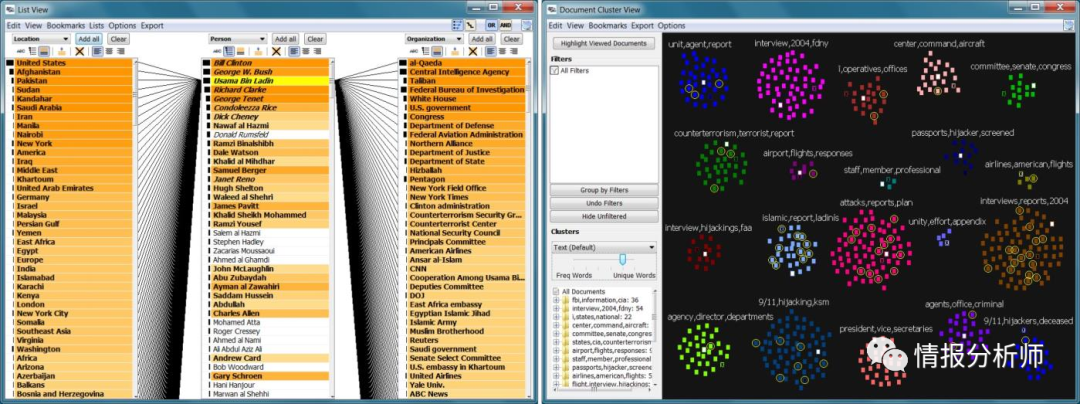 List View
Edit View Bookmarks Lists Options Export
OR AND
Location Add all Clear
ABC
United States
Afghanistan
Pakistan
Sudan
Kandahar
Saudi Arabia
Iran
Manila
Nairobi
New York
America
Iraq
Middle East
Khartoum
United Arab Emirates
Germany
Israel
Malaysia
Persian Gulf
Yemen
East Africa
Egypt
Europe
India
Islamabad
Karachi
Kenya
London
New York City
Somalia
Southeast Asia
Virginia
Washington
Africa
Arizona
Azerbaijan
Balkans
Bosnia and Herzegovina
Person Add all Clear
ABC
Bill Clinton
George W. Bush
Usama Bin Ladin
Richard Clarke
George Tenet
Condoleezza Rice
Dick Cheney
Nawaf al Hazmi
Donald Rumsfeld
Ramzi Binalshibh
Dale Watson
Khalid al Mihdhar
Samuel Berger
Janet Reno
Hugh Shelton
Waleed al Shehri
James Pavitt
Khalid Sheikh Mohammed
Ramzi Yousef
Salem al Hazmi
Stephen Hadley
Zacarias Moussaoui
Ahmed al Ghamdi
John McLaughlin
Abu Zubaydah
Ayman al Zawahiri
Saddam Hussein
Abdullah
Charles Allen
Mohamed Atta
Roger Cressey
Ahmed al Nami
Ali Abdul Aziz Ali
Andrew Card
Bob Woodward
Gary Schroen
Hani Hanjour
Marwan al Shehhi
Organization Add all Clear
ABC
al-Qaeda
Central Intelligence Agency
Taliban
Federal Bureau of Investigation
White House
U.S. government
Congress
Department of Defense
Federal Aviation Administration
Northern Alliance
Department of Justice
Department of State
Hizballah
Pentagon
New York Field Office
New York Times
Clinton administration
Counterterrorism Security Gr...
National Security Council
Principals Committee
American Airlines
Ansar al-Islam
CNN
Cooperation Among Usama Bi...
Deputies Committee
DOJ
East Africa embassy
Egyptian Islamic Jihad
Islamic Army
Muslim Brotherhood
Reuters
Saudi government
Senate Select Committee
U.S. embassy in Khartoum
United Airlines
Yale Univ.
ABC News
Document Cluster View
Edit View Bookmarks Export Options
Highlight Viewed Documents
Filters
All Filters
Group by Filters
Undo Filters
Hide Unfiltered
Clusters
Text (Default)
Freq Words Unique Words
All Documents
fbi,information,cia: 36
interview,2004,fdny: 54
l,states,national: 22
center,command,aircraft:
committee,senate,congress
states,cia,counterterrorism
airport,flights,responses: 9
staff,member,professional
passports,hijacker,screened
airlines,american,flights: 5
flight,interview,hijackings:
unit,agent,report
interview,2004,fdny
center,command,aircraft
l,operatives,offices
committee,senate,congress
counterterrorism,terrorist,report
airport,flights,responses
passports,hijacker,screened
staff,member,professional
airlines,american,flights
attacks,reports,plan
interviews,reports,2004
islamic,report,ladinis
unity,effort,appendix
interview,hijackings,faa
9/11,hijacking,ksm
agents,office,criminal
agency,director,departments
president,vice,secretaries
9/11,hijackers,deceased
情报分析师